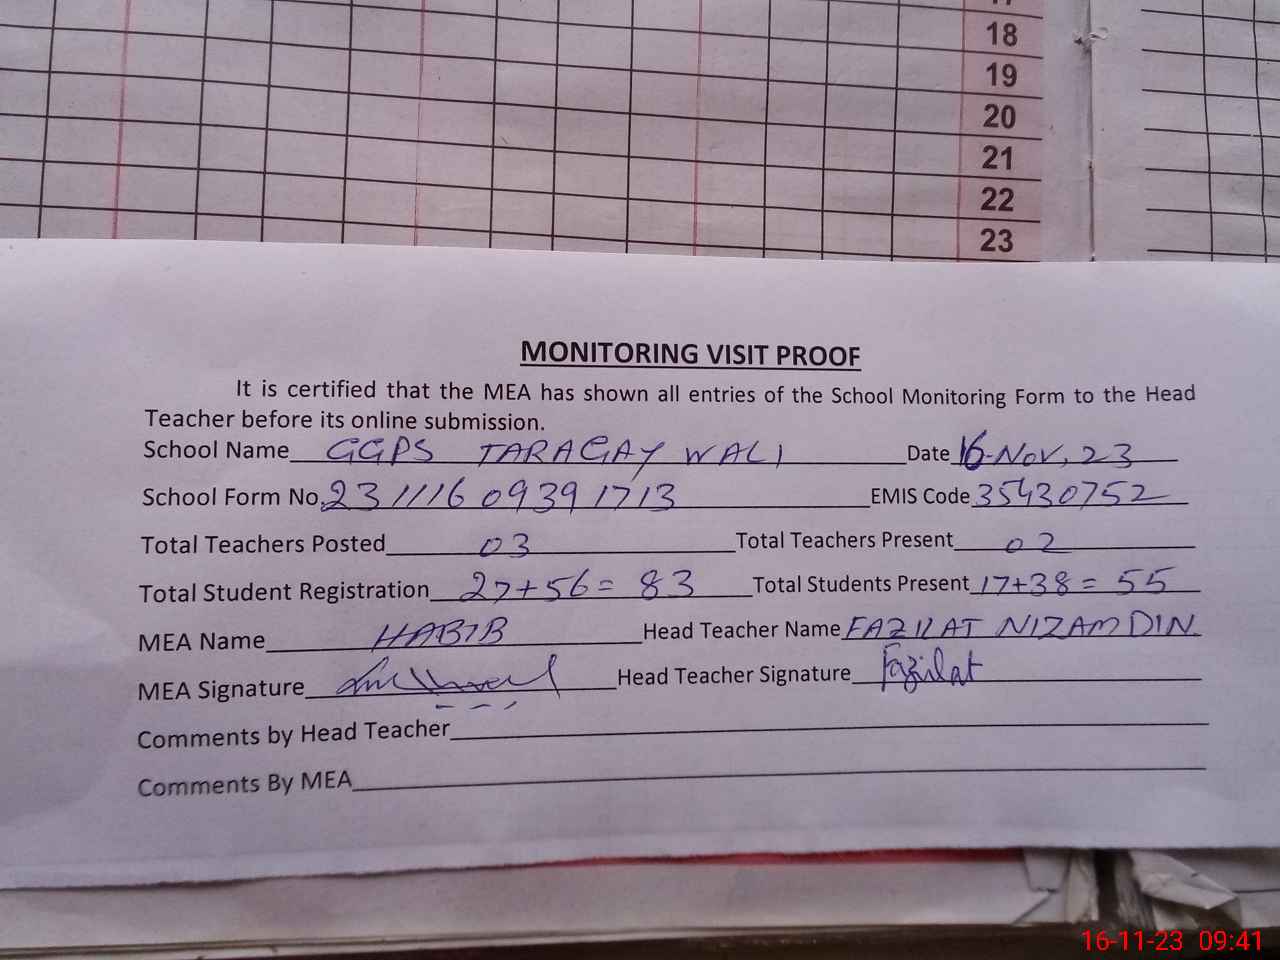 18
19
20
21
22
23
MONITORING VISIT PROOF
It is certified that the MEA has shown all entries of the School Monitoring Form to the Head
Teacher before its online submission.
School Name GGPS TARAGAY WALI Date 16-Nov, 23
School Form No. 23111609391713 EMIS Code 35430752
Total Teachers Posted 03 Total Teachers Present 02
Total Student Registration 27+56= 83 Total Students Present 17+38= 55
MEA Name HABIB Head Teacher Name FAZILAT NIZAM DIN
MEA Signature Head Teacher Signature Fazilat
Comments by Head Teacher
Comments By MEA
16-11-23 09:41